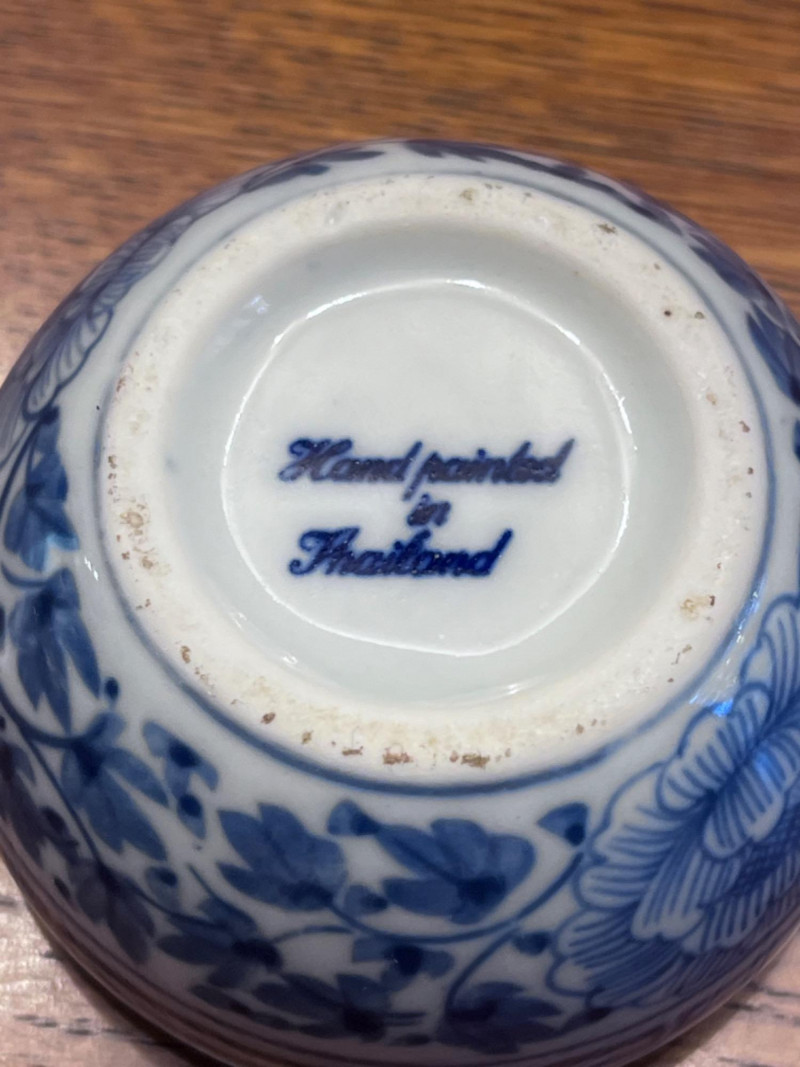 Hand painted
in
Thailand